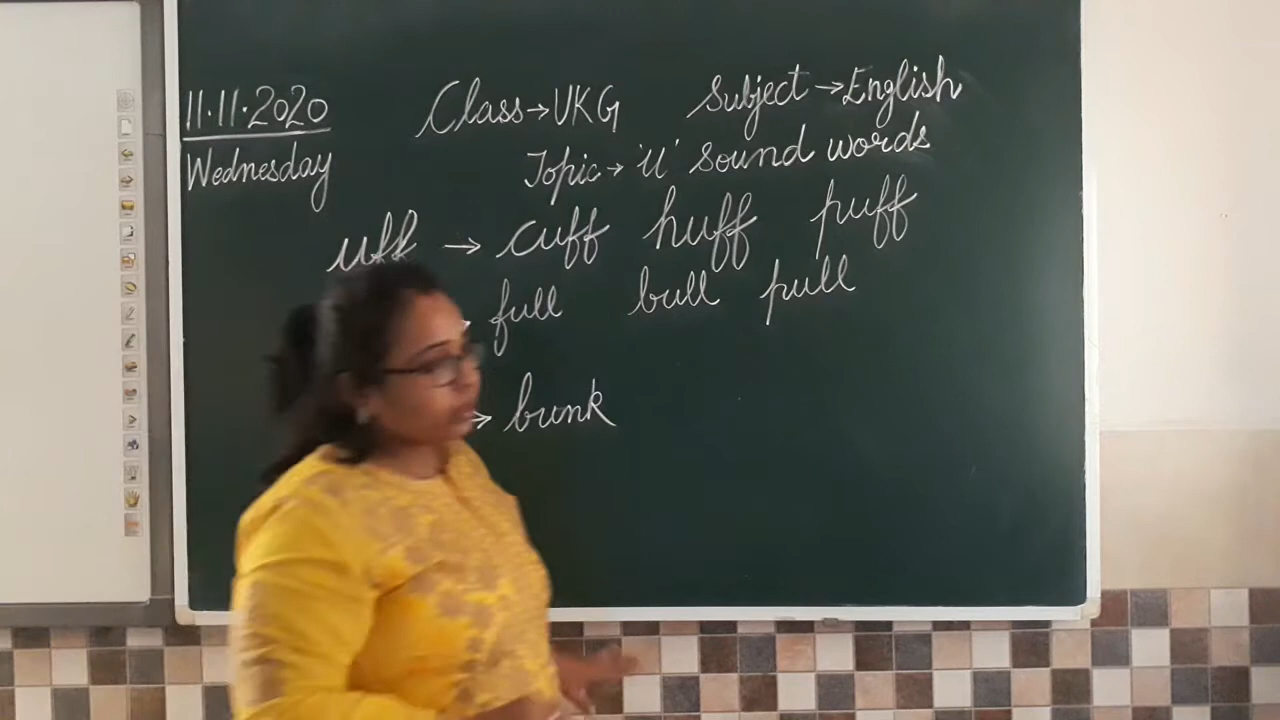 11.11.2020 Class→UKG Subject→English
Wednesday Topic→'u' sound words
uff → cuff huff puff
full bull pull
→ bunk